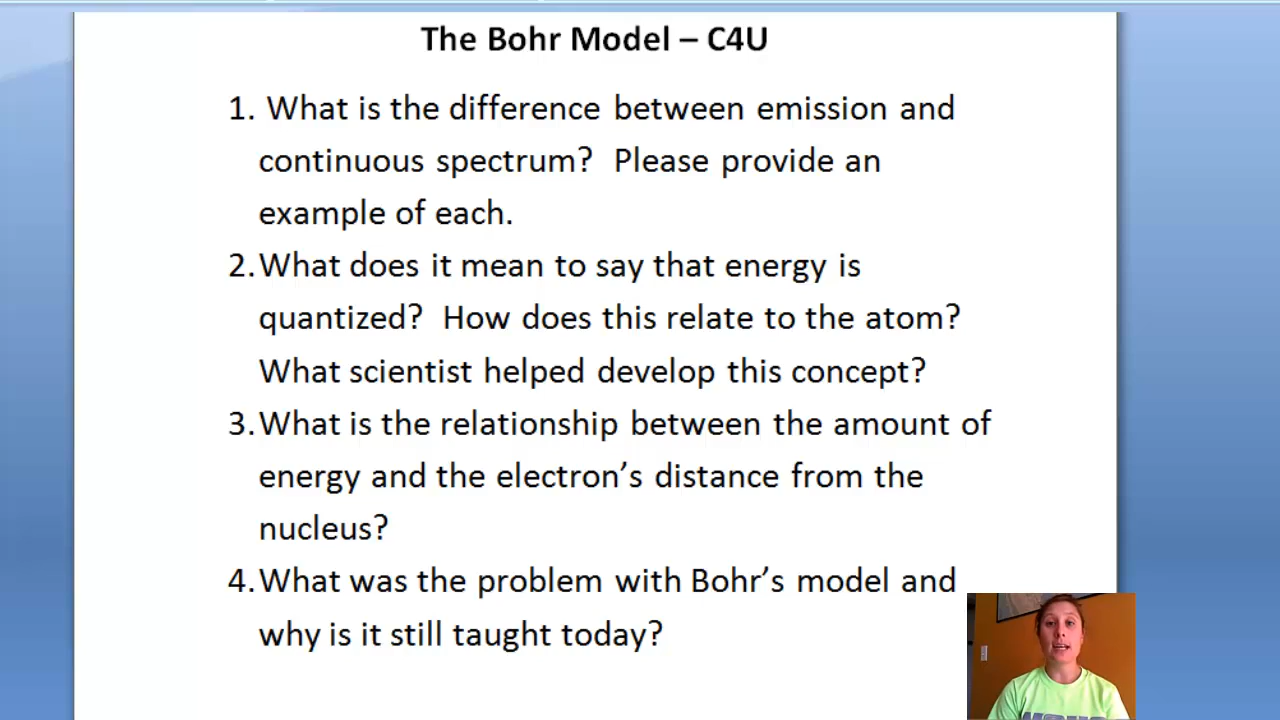 The Bohr Model – C4U
1. What is the difference between emission and
continuous spectrum? Please provide an
example of each.
2. What does it mean to say that energy is
quantized? How does this relate to the atom?
What scientist helped develop this concept?
3. What is the relationship between the amount of
energy and the electron’s distance from the
nucleus?
4. What was the problem with Bohr’s model and
why is it still taught today?